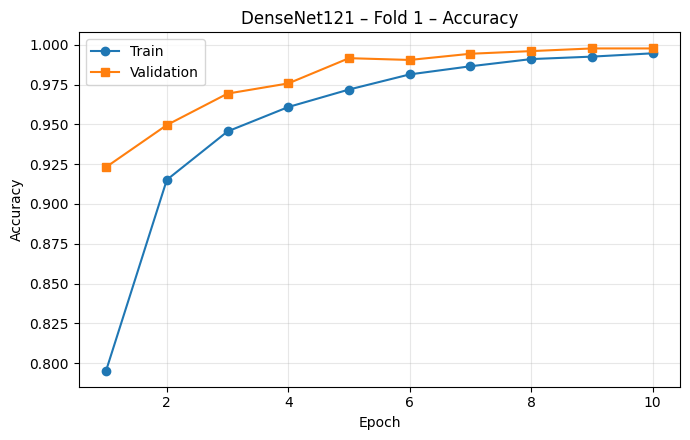 DenseNet121 – Fold 1 – Accuracy
Train
Validation
1.000
0.975
0.950
0.925
0.900
0.875
0.850
0.825
0.800
Accuracy
2 4 6 8 10
Epoch